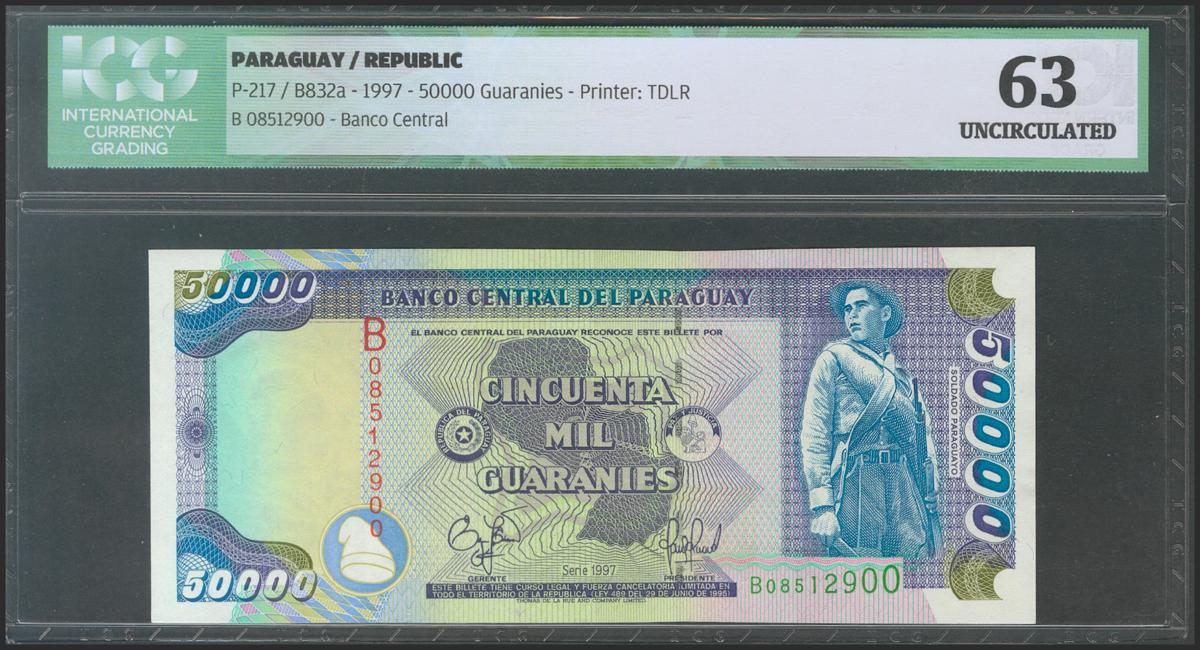 ICG
INTERNATIONAL
CURRENCY
GRADING
PARAGUAY / REPUBLIC
P-217 / B832a - 1997 - 50000 Guaranies - Printer: TDLR
B 08512900 - Banco Central
63
UNCIRCULATED
50000
BANCO CENTRAL DEL PARAGUAY
EL BANCO CENTRAL DEL PARAGUAY RECONOCE ESTE BILLETE POR
B08512900
CINCUENTA
MIL
GUARANIES
REPUBLICA DEL PARAGUAY
PAZ Y JUSTICIA
50000
SOLDADO PARAGUAYO
GERENTE
Serie 1997
PRESIDENTE
50000
ESTE BILLETE TIENE CURSO LEGAL Y FUERZA CANCELATORIA ILIMITADA EN
TODO EL TERRITORIO DE LA REPUBLICA (LEY 489 DEL 29 DE JUNIO DE 1995)
THOMAS DE LA RUE AND COMPANY LIMITED
B08512900